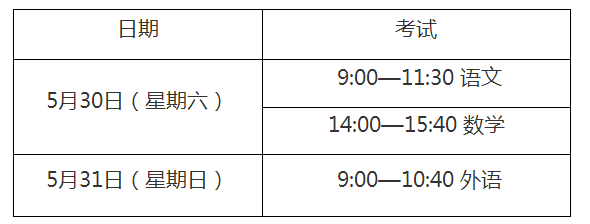 日期 考试
5月30日（星期六） 9:00—11:30 语文
14:00—15:40 数学
5月31日（星期日） 9:00—10:40 外语